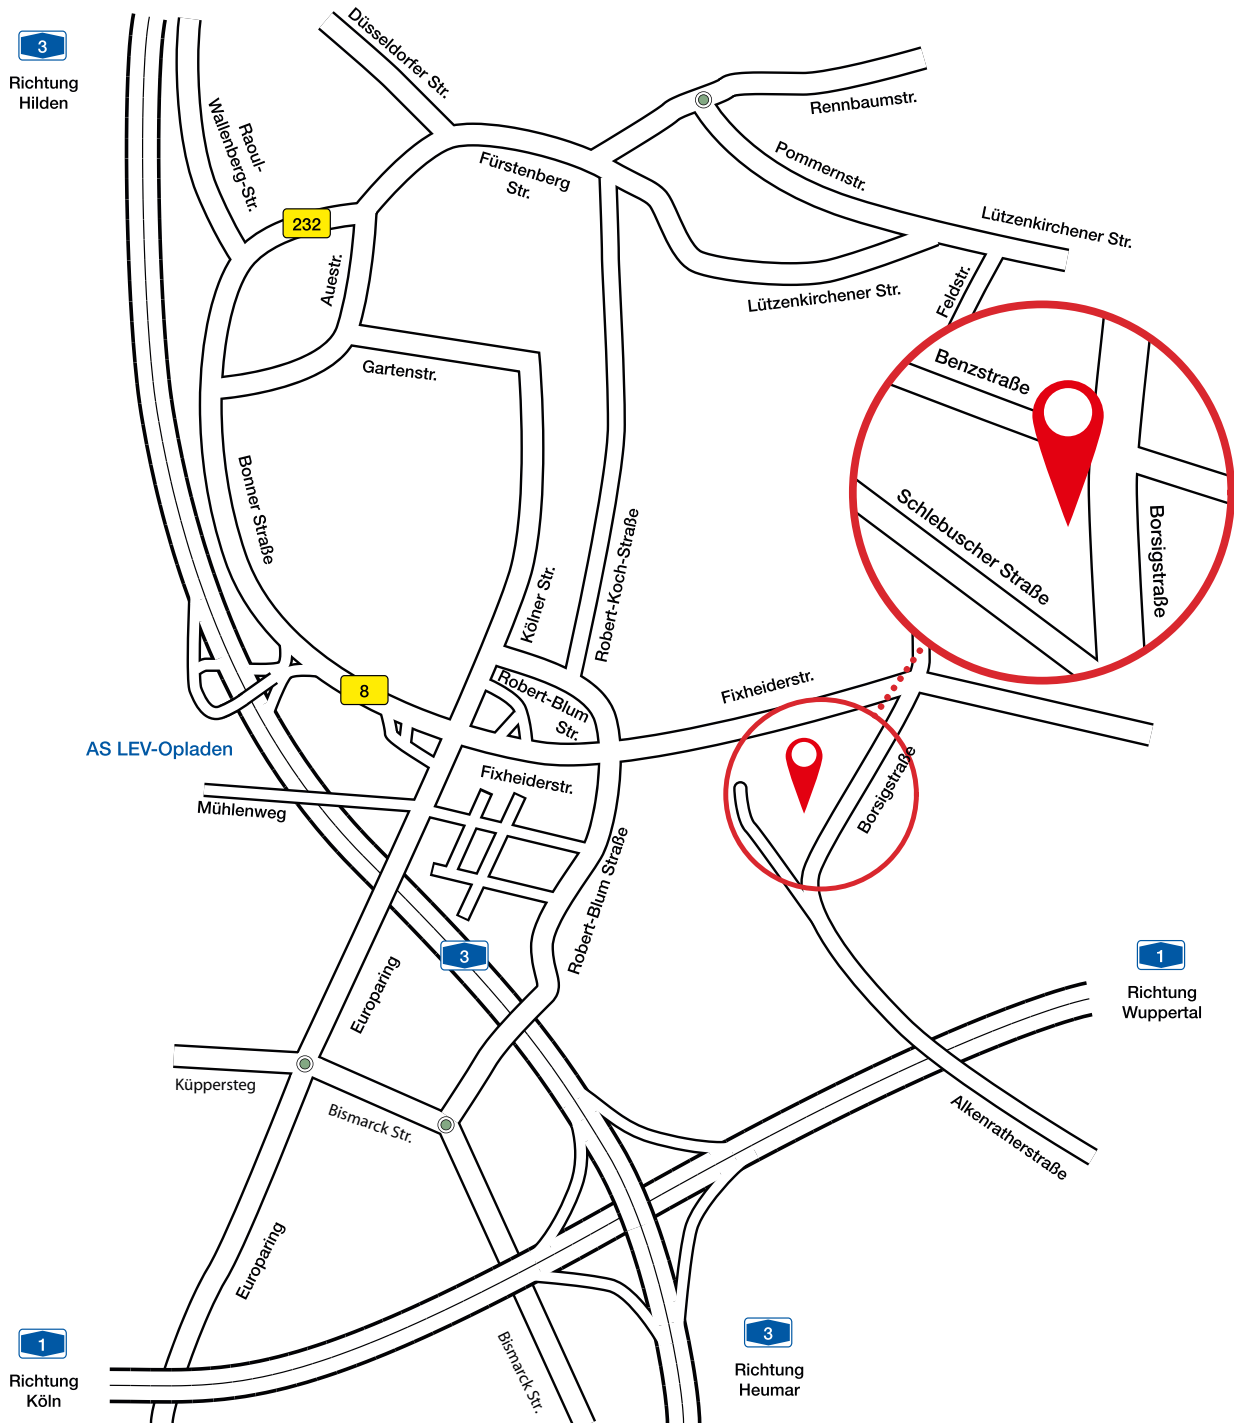 3
Richtung
Hilden
Düsseldorfer Str.
Rennbaumstr.
Raoul-
Wallenberg-Str.
Fürstenberg
Str.
Pommernstr.
Lützenkirchener Str.
232
Auestr.
Feldstr.
Lützenkirchener Str.
Gartenstr.
Benzstraße
Bonner Straße
Schlebuscher Straße
Borsigstraße
Kölner Str.
Robert-Koch-Straße
8
Robert-Blum
Str.
Fixheiderstr.
AS LEV-Opladen
Fixheiderstr.
Borsigstraße
Mühlenweg
Robert-Blum Straße
3
Europaring
1
Richtung
Wuppertal
Küppersteg
Bismarck Str.
Alkenratherstraße
Europaring
1
Richtung
Köln
Bismarck Str.
3
Richtung
Heumar